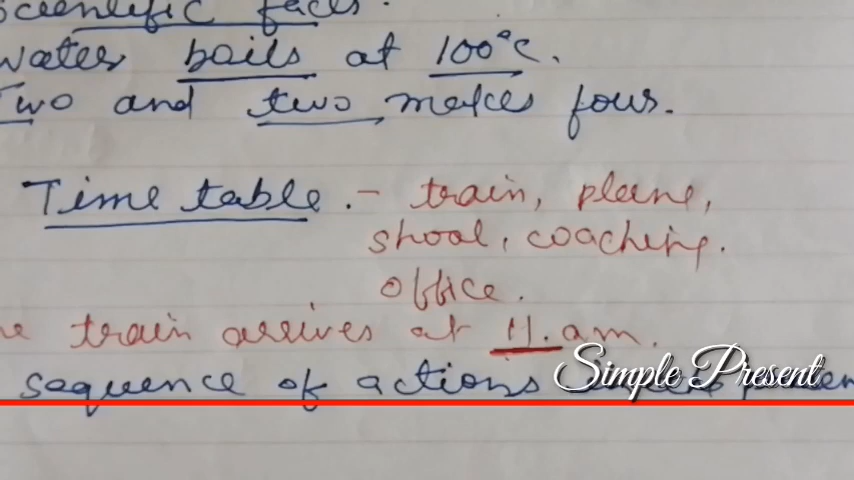 scientific facts.
water boils at 100°c.
Two and two makes four.
Time table. - train, plane,
shool, coaching.
office.
train arrives at 11.am.
sequence of actions
Simple Present